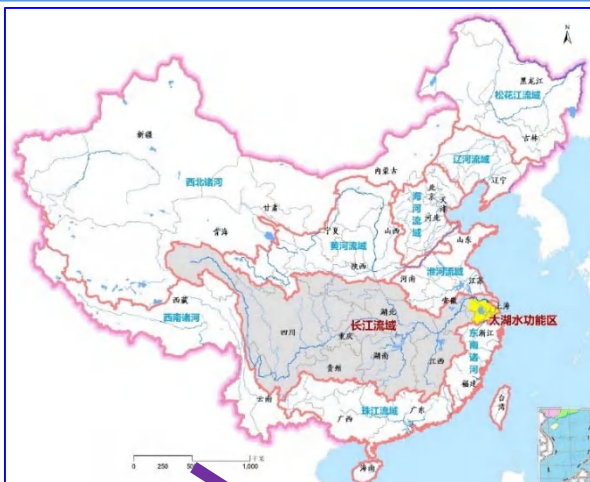 N
黑龙江
松花江流域
吉林
新疆
辽河流域
内蒙古
辽宁
西北诸河
北京
天津
海河流域
河北
甘肃
宁夏
山西
青海
黄河流域
山东
陕西
河南
淮河流域
江苏
西藏
安徽
上海
湖北
西南诸河
四川
长江流域
太湖水功能区
重庆
浙江
东南诸河
湖南
江西
贵州
福建
云南
台湾
珠江流域
广东
广西
海南
0
250
500
1,000
千米